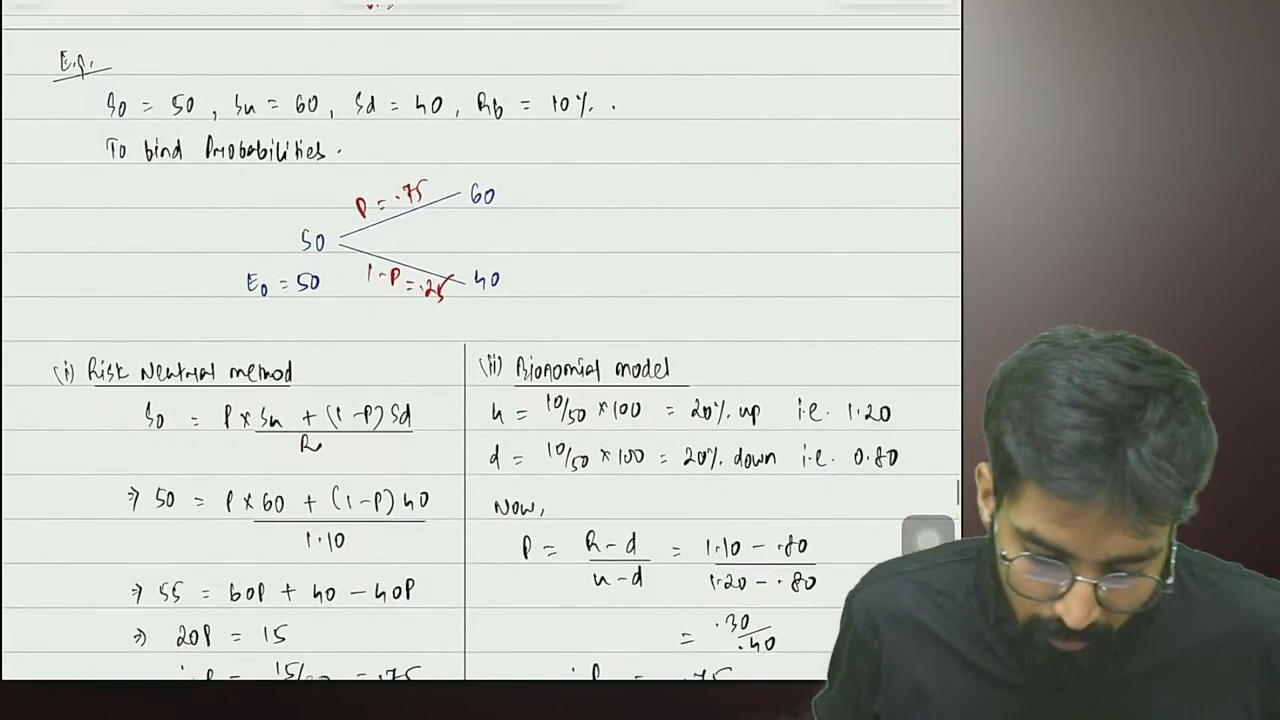 E.g.
S0 = 50 , Su = 60 , Sd = 40 , Rf = 10% .
To find Probabilities .
P = .75
60
50
E0 = 50
1-P = .25
40
(i) Risk Neutral method
S0 = P x Su + (1-P) Sd
R
⇒ 50 = P x 60 + (1-P) 40
1.10
⇒ 55 = 60P + 40 - 40P
⇒ 20P = 15
(ii) Bionomial model
u = 10/50 x 100 = 20% up i.e. 1.20
d = 10/50 x 100 = 20% down i.e. 0.80
Now,
P = R-d = 1.10 - .80
u-d 1.20 - .80
= .30
.40